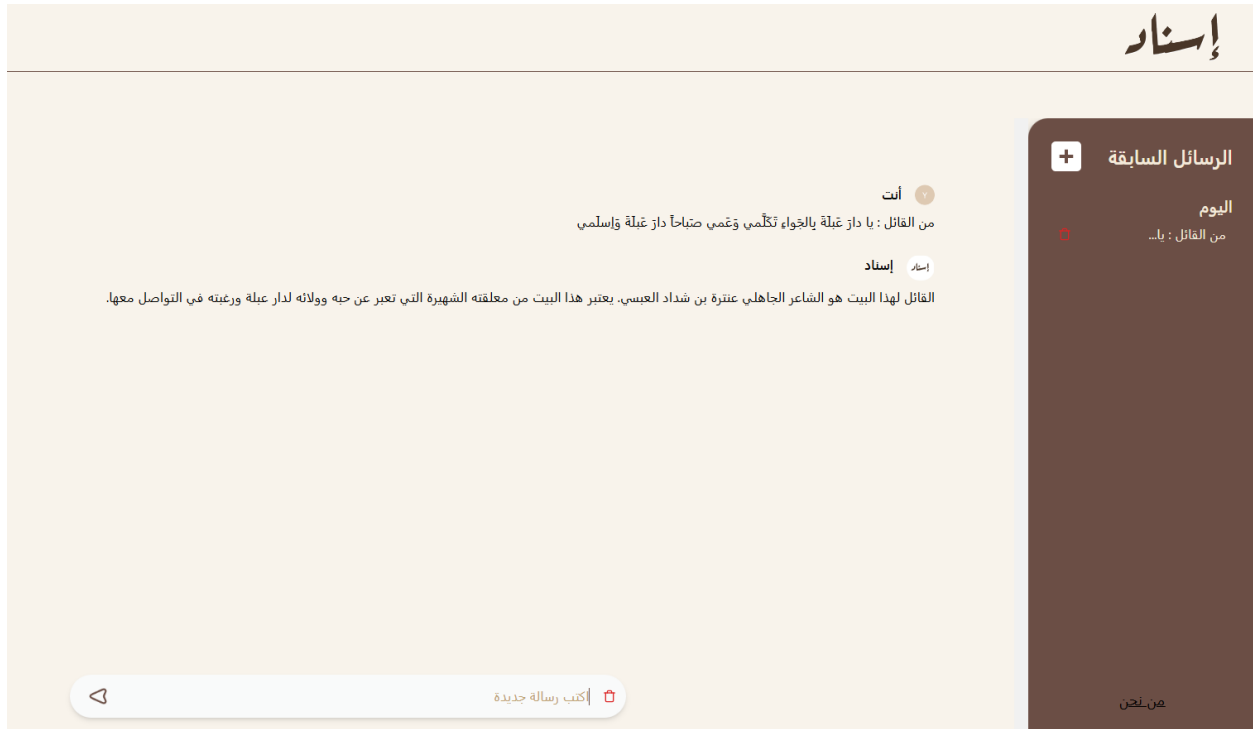 إسناد
الرسائل السابقة
اليوم
من القائل : يا...
أنت
من القائل : يا دارَ عَبلَةَ بِالجَواءِ تَكَلَّمي وَعَمي صَباحاً دارَ عَبلَةَ وَاِسلَمي
إسناد
إسناد
القائل لهذا البيت هو الشاعر الجاهلي عنترة بن شداد العبسي. يعتبر هذا البيت من معلقته الشهيرة التي تعبر عن حبه وولائه لدار عبلة ورغبته في التواصل معها.
اكتب رسالة جديدة
من نحن